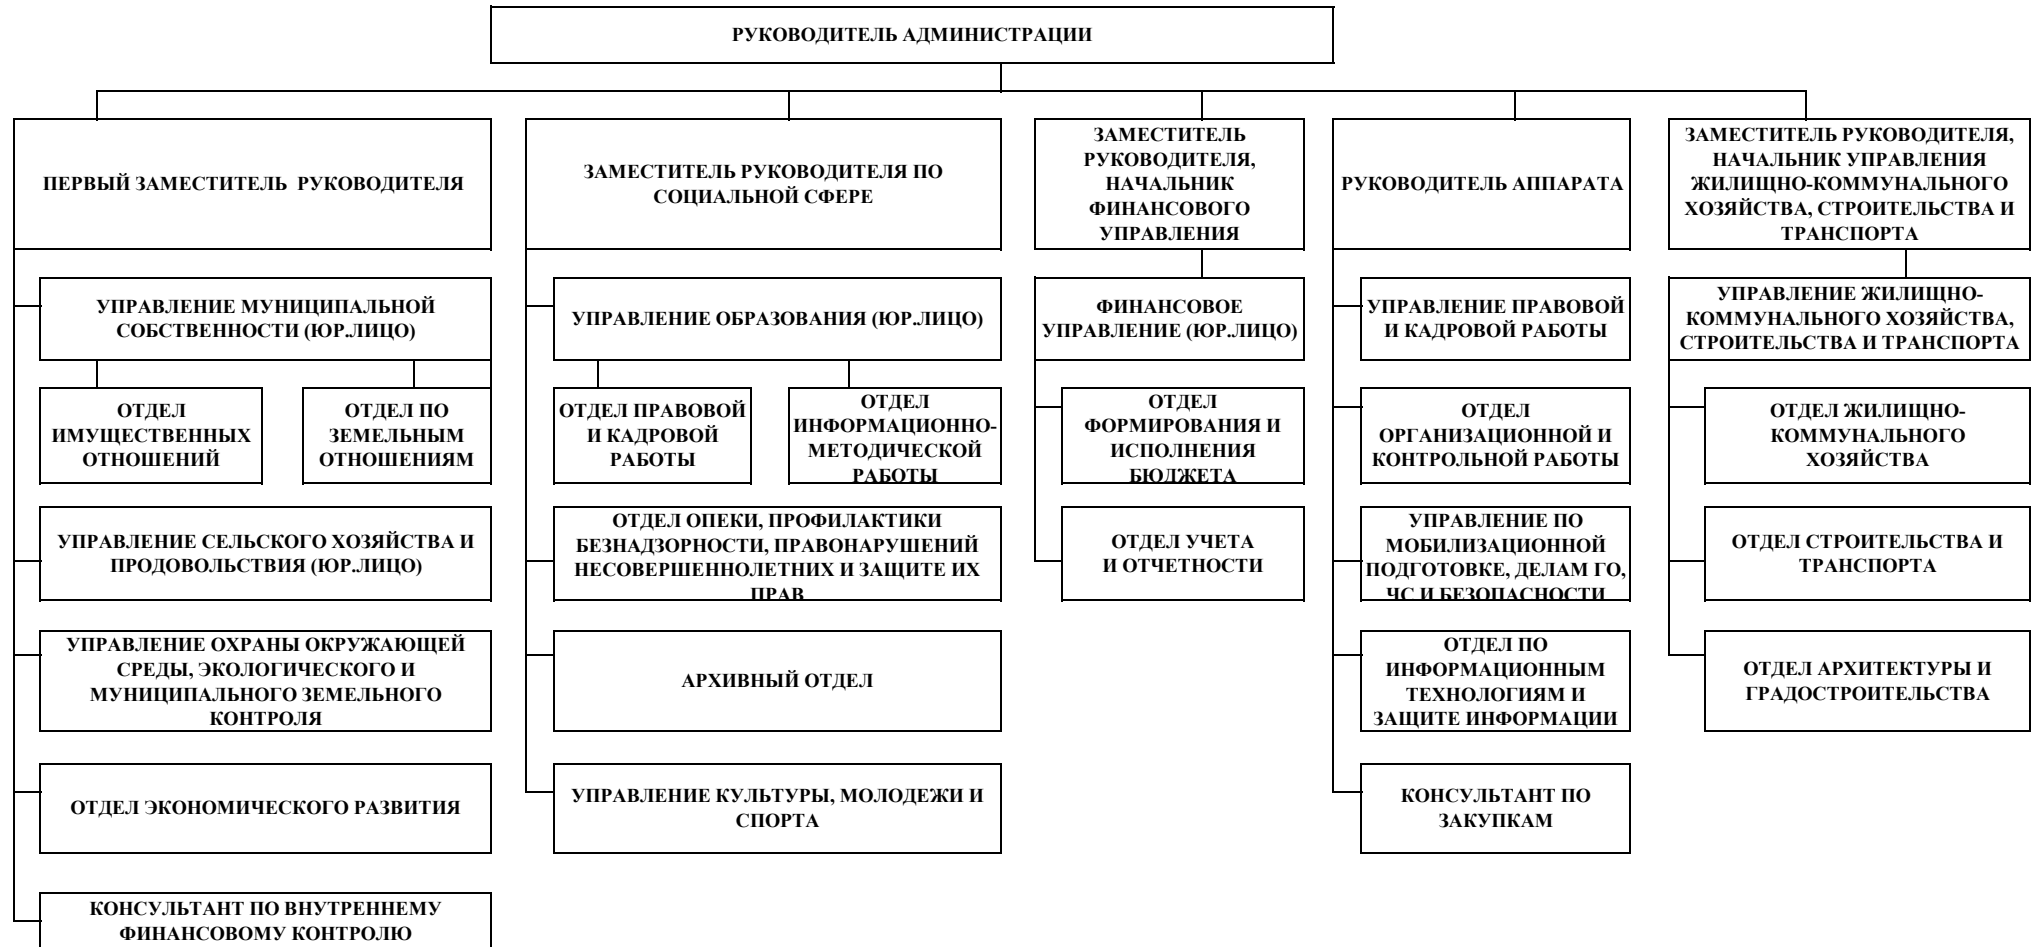 РУКОВОДИТЕЛЬ АДМИНИСТРАЦИИ
ПЕРВЫЙ ЗАМЕСТИТЕЛЬ РУКОВОДИТЕЛЯ
ЗАМЕСТИТЕЛЬ РУКОВОДИТЕЛЯ ПО
СОЦИАЛЬНОЙ СФЕРЕ
ЗАМЕСТИТЕЛЬ
РУКОВОДИТЕЛЯ,
НАЧАЛЬНИК
ФИНАНСОВОГО
УПРАВЛЕНИЯ
РУКОВОДИТЕЛЬ АППАРАТА
ЗАМЕСТИТЕЛЬ РУКОВОДИТЕЛЯ,
НАЧАЛЬНИК УПРАВЛЕНИЯ
ЖИЛИЩНО-КОММУНАЛЬНОГО
ХОЗЯЙСТВА, СТРОИТЕЛЬСТВА И
ТРАНСПОРТА
УПРАВЛЕНИЕ МУНИЦИПАЛЬНОЙ
СОБСТВЕННОСТИ (ЮР.ЛИЦО)
УПРАВЛЕНИЕ ОБРАЗОВАНИЯ (ЮР.ЛИЦО)
ФИНАНСОВОЕ
УПРАВЛЕНИЕ (ЮР.ЛИЦО)
УПРАВЛЕНИЕ ПРАВОВОЙ
И КАДРОВОЙ РАБОТЫ
УПРАВЛЕНИЕ ЖИЛИЩНО-
КОММУНАЛЬНОГО ХОЗЯЙСТВА,
СТРОИТЕЛЬСТВА И ТРАНСПОРТА
ОТДЕЛ
ИМУЩЕСТВЕННЫХ
ОТНОШЕНИЙ
ОТДЕЛ ПО
ЗЕМЕЛЬНЫМ
ОТНОШЕНИЯМ
ОТДЕЛ ПРАВОВОЙ
И КАДРОВОЙ
РАБОТЫ
ОТДЕЛ
ИНФОРМАЦИОННО-
МЕТОДИЧЕСКОЙ
РАБОТЫ
ОТДЕЛ
ФОРМИРОВАНИЯ И
ИСПОЛНЕНИЯ
БЮДЖЕТА
ОТДЕЛ
ОРГАНИЗАЦИОННОЙ И
КОНТРОЛЬНОЙ РАБОТЫ
ОТДЕЛ ЖИЛИЩНО-
КОММУНАЛЬНОГО
ХОЗЯЙСТВА
УПРАВЛЕНИЕ СЕЛЬСКОГО ХОЗЯЙСТВА И
ПРОДОВОЛЬСТВИЯ (ЮР.ЛИЦО)
ОТДЕЛ ОПЕКИ, ПРОФИЛАКТИКИ
БЕЗНАДЗОРНОСТИ, ПРАВОНАРУШЕНИЙ
НЕСОВЕРШЕННОЛЕТНИХ И ЗАЩИТЕ ИХ
ПРАВ
ОТДЕЛ УЧЕТА
И ОТЧЕТНОСТИ
УПРАВЛЕНИЕ ПО
МОБИЛИЗАЦИОННОЙ
ПОДГОТОВКЕ, ДЕЛАМ ГО,
ЧС И БЕЗОПАСНОСТИ
ОТДЕЛ СТРОИТЕЛЬСТВА И
ТРАНСПОРТА
УПРАВЛЕНИЕ ОХРАНЫ ОКРУЖАЮЩЕЙ
СРЕДЫ, ЭКОЛОГИЧЕСКОГО И
МУНИЦИПАЛЬНОГО ЗЕМЕЛЬНОГО
КОНТРОЛЯ
АРХИВНЫЙ ОТДЕЛ
ОТДЕЛ ПО
ИНФОРМАЦИОННЫМ
ТЕХНОЛОГИЯМ И
ЗАЩИТЕ ИНФОРМАЦИИ
ОТДЕЛ АРХИТЕКТУРЫ И
ГРАДОСТРОИТЕЛЬСТВА
ОТДЕЛ ЭКОНОМИЧЕСКОГО РАЗВИТИЯ
УПРАВЛЕНИЕ КУЛЬТУРЫ, МОЛОДЕЖИ И
СПОРТА
КОНСУЛЬТАНТ ПО
ЗАКУПКАМ
КОНСУЛЬТАНТ ПО ВНУТРЕННЕМУ
ФИНАНСОВОМУ КОНТРОЛЮ